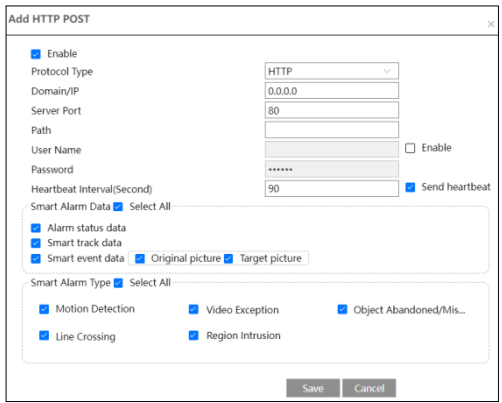 Add HTTP POST
×
Enable
Protocol Type HTTP
Domain/IP 0.0.0.0
Server Port 80
Path
User Name Enable
Password ••••••
Heartbeat Interval(Second) 90 Send heartbeat
Smart Alarm Data Select All
Alarm status data
Smart track data
Smart event data Original picture Target picture
Smart Alarm Type Select All
Motion Detection Video Exception Object Abandoned/Mis...
Line Crossing Region Intrusion
Save Cancel